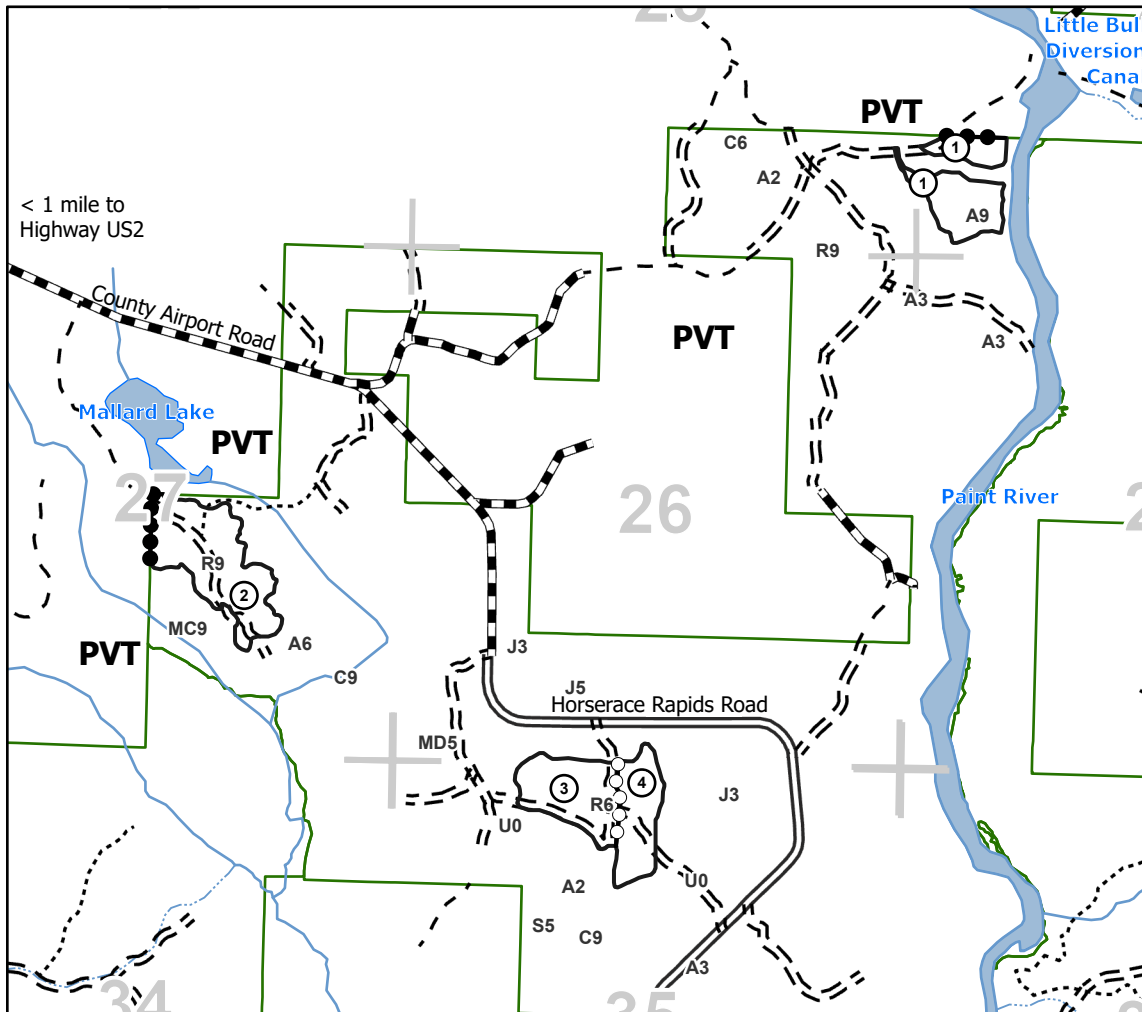 Little Bul
Diversion
Cana
PVT
C6
1
A2
1
< 1 mile to
Highway US2
A9
R9
County Airport Road
A3
PVT
A3
Mallard Lake
PVT
27
26
2
Paint River
R9
2
MC9
A6
PVT
J3
C9
J5
Horserace Rapids Road
MD5
3
4
R6
J3
U0
A2
U0
S5
C9
A3
34
35